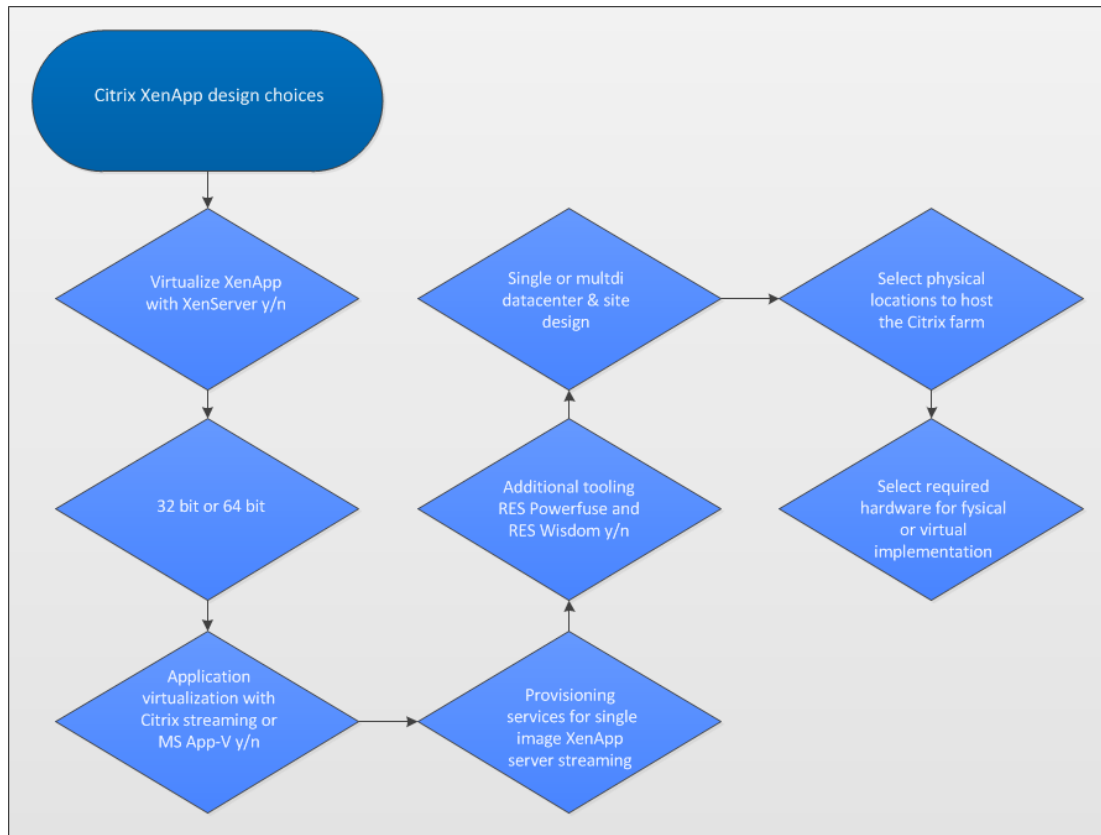 Citrix XenApp design choices
Virtualize XenApp
with XenServer y/n
32 bit or 64 bit
Application
virtualization with
Citrix streaming or
MS App-V y/n
Provisioning
services for single
image XenApp
server streaming
Additional tooling
RES Powerfuse and
RES Wisdom y/n
Single or multdi
datacenter & site
design
Select physical
locations to host
the Citrix farm
Select required
hardware for fysical
or virtual
implementation